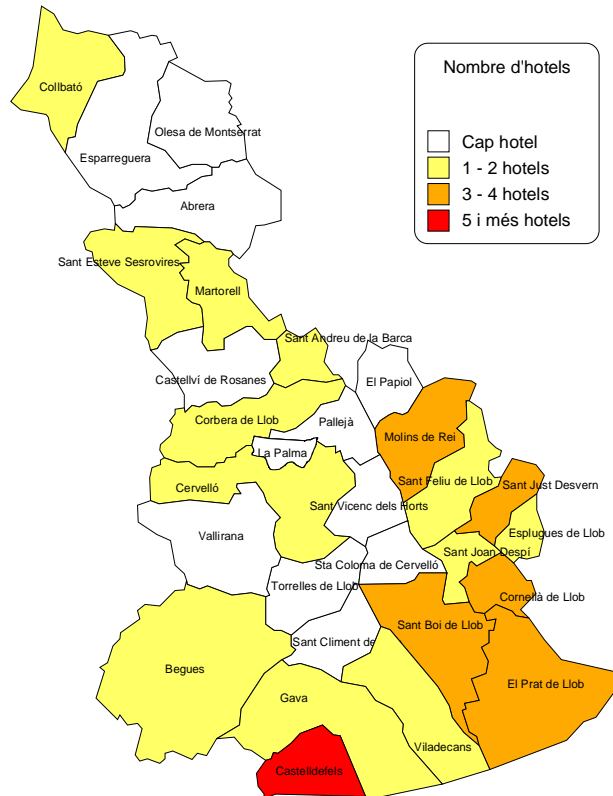 Nombre d'hotels
Cap hotel
1 - 2 hotels
3 - 4 hotels
5 i més hotels
Collbató
Olesa de Montserrat
Esparreguera
Abrera
Sant Esteve Sesrovires
Martorell
Sant Andreu de la Barca
Castellví de Rosanes
El Papiol
Corbera de Llob
Pallejà
Molins de Rei
La Palma
Cervelló
Sant Feliu de Llob
Sant Just Desvern
Sant Vicenc dels Horts
Esplugues de Llob
Vallirana
Sant Joan Despí
Sta Coloma de Cervelló
Torrelles de Llob
Cornellà de Llob
Sant Boi de Llob
Sant Climent de
Begues
El Prat de Llob
Gava
Viladecans
Castelldefels